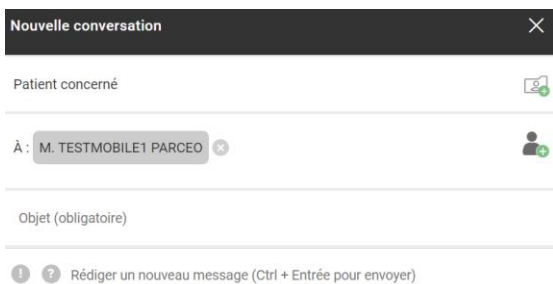 Nouvelle conversation
Patient concerné
À : M. TESTMOBILE1 PARCEO
Objet (obligatoire)
! ? Rédiger un nouveau message (Ctrl + Entrée pour envoyer)